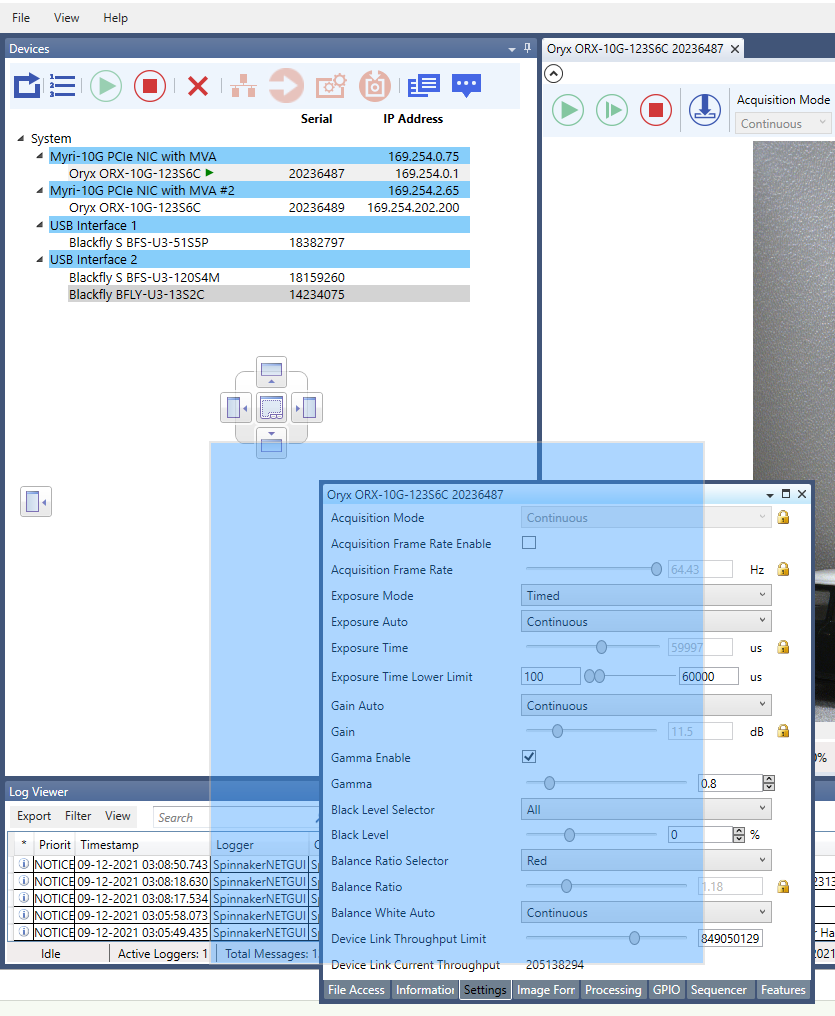 File View Help
Devices
Oryx ORX-10G-123S6C 20236487
Acquisition Mode
Continuous
Serial IP Address
System
Myri-10G PCIe NIC with MVA 169.254.0.75
Oryx ORX-10G-123S6C 20236487 169.254.0.1
Myri-10G PCIe NIC with MVA #2 169.254.2.65
Oryx ORX-10G-123S6C 20236489 169.254.202.200
USB Interface 1
Blackfly S BFS-U3-51S5P 18382797
USB Interface 2
Blackfly S BFS-U3-120S4M 18159260
Blackfly BFLY-U3-13S2C 14234075
Oryx ORX-10G-123S6C 20236487
Acquisition Mode Continuous
Acquisition Frame Rate Enable
Acquisition Frame Rate 64.43 Hz
Exposure Mode Timed
Exposure Auto Continuous
Exposure Time 59997 us
Exposure Time Lower Limit 100 60000 us
Gain Auto Continuous
Gain 11.5 dB
Gamma Enable
Gamma 0.8
Black Level Selector All
Black Level 0 %
Balance Ratio Selector Red
Balance Ratio 1.18
Balance White Auto Continuous
Device Link Throughput Limit 849050129
Device Link Current Throughput 205138294
File Access Information Settings Image Forr Processing GPIO Sequencer Features
0%
Log Viewer
Export Filter View Search
* Priorit Timestamp Logger
NOTICE 09-12-2021 03:08:50.743 SpinnakerNETGUI
NOTICE 09-12-2021 03:08:18.630 SpinnakerNETGUI 2313
NOTICE 09-12-2021 03:08:17.534 SpinnakerNETGUI
NOTICE 09-12-2021 03:05:58.073 SpinnakerNETGUI
NOTICE 09-12-2021 03:05:49.435 SpinnakerNETGUI r Ha
Idle Active Loggers: 1 Total Messages: 1 2021